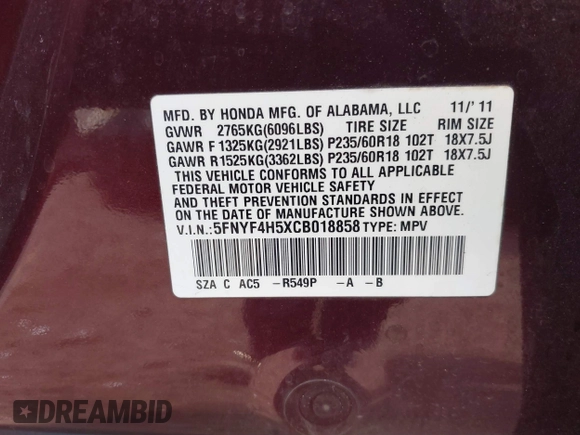 MFD. BY HONDA MFG. OF ALABAMA, LLC 11/'11
GVWR 2765KG(6096LBS) TIRE SIZE RIM SIZE
GAWR F 1325KG(2921LBS) P235/60R18 102T 18X7.5J
GAWR R1525KG(3362LBS) P235/60R18 102T 18X7.5J
THIS VEHICLE CONFORMS TO ALL APPLICABLE
FEDERAL MOTOR VEHICLE SAFETY
AND THEFT PREVENTION STANDARDS IN EFFECT
ON THE DATE OF MANUFACTURE SHOWN ABOVE.
V.I.N.: 5FNYF4H5XCB018858 TYPE: MPV
SZA C AC5 -R549P -A -B
DREAMBID